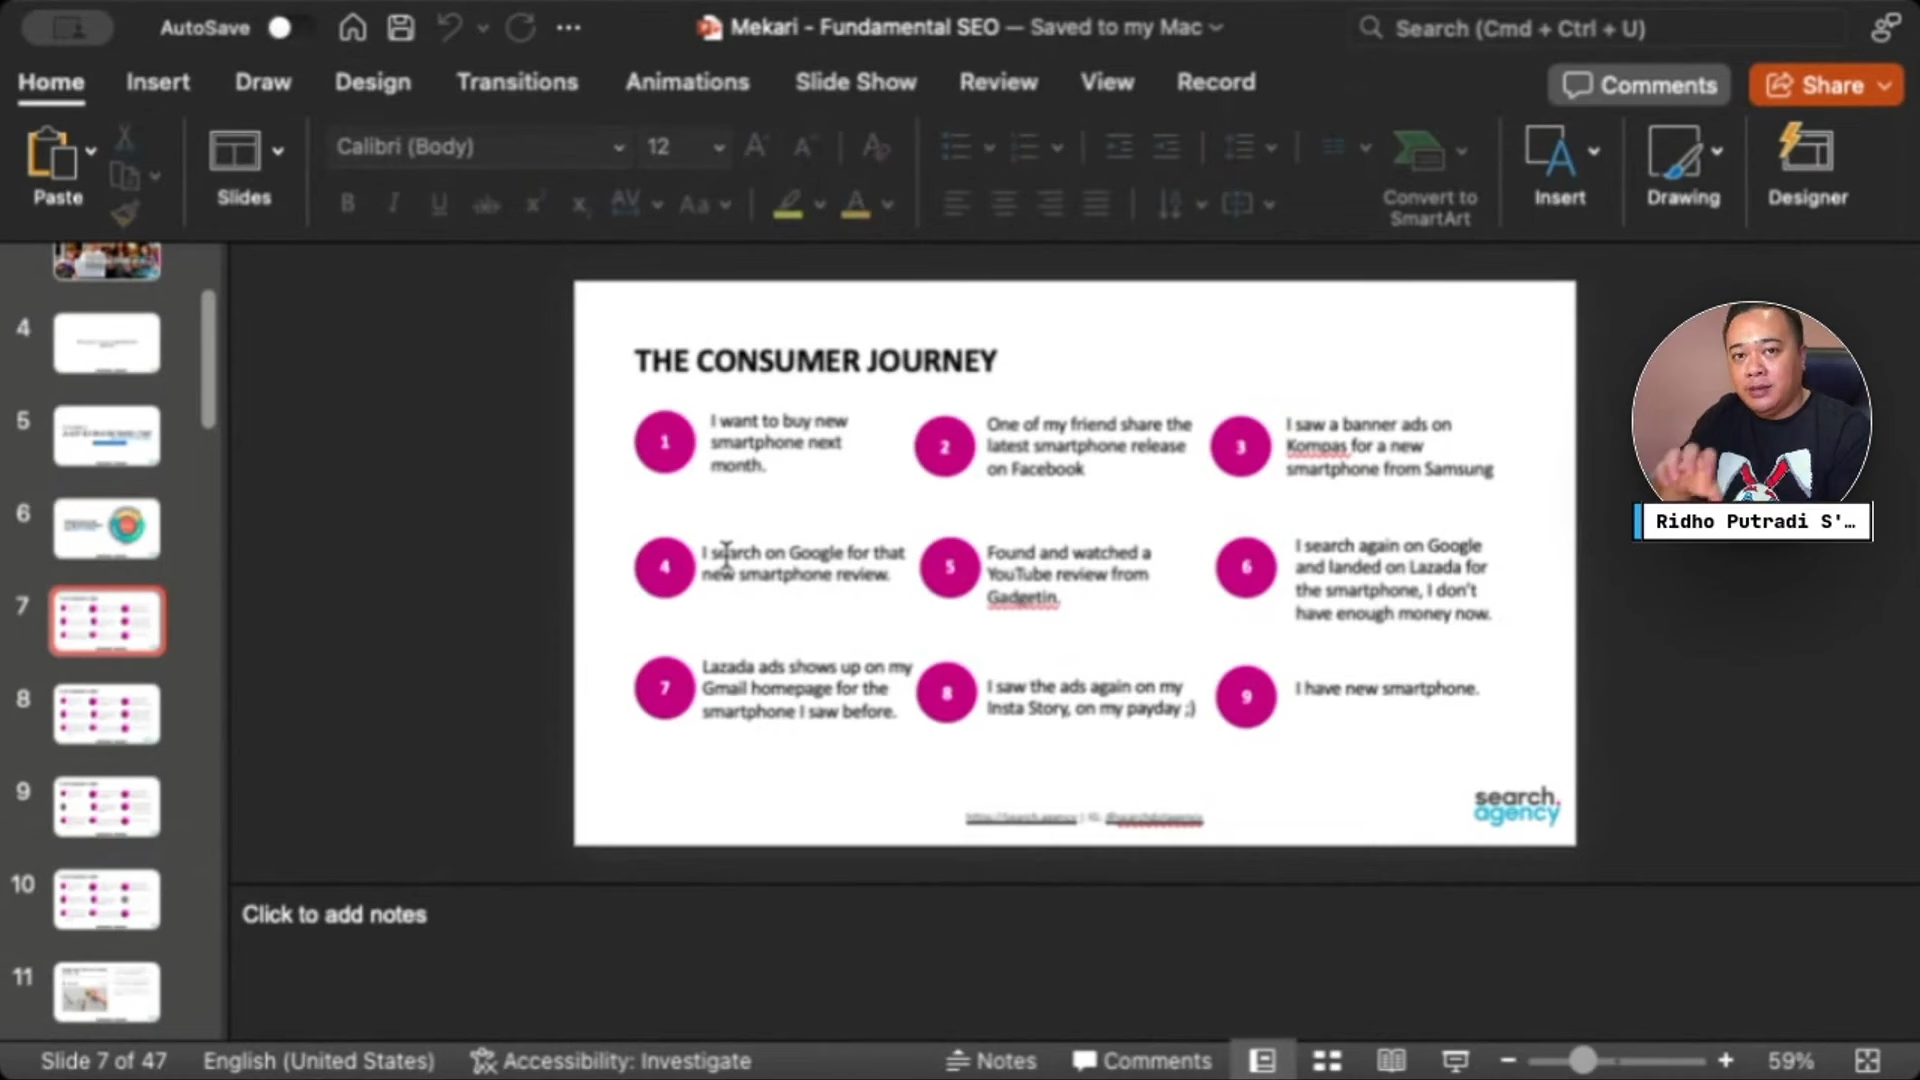 AutoSave
Mekari - Fundamental SEO — Saved to my Mac
Search (Cmd + Ctrl + U)
Home Insert Draw Design Transitions Animations Slide Show Review View Record
Comments
Share
Paste
Slides
Calibri (Body)
12
Convert to
SmartArt
Insert
Drawing
Designer
4
5
6
7
8
9
10
11
THE CONSUMER JOURNEY
1
I want to buy new
smartphone next
month.
2
One of my friend share the
latest smartphone release
on Facebook
3
I saw a banner ads on
Kompas for a new
smartphone from Samsung
4
I search on Google for that
new smartphone review.
5
Found and watched a
YouTube review from
Gadgetin.
6
I search again on Google
and landed on Lazada for
the smartphone, I don't
have enough money now.
7
Lazada ads shows up on my
Gmail homepage for the
smartphone I saw before.
8
I saw the ads again on my
Insta Story, on my payday ;)
9
I have new smartphone.
search.
agency
Ridho Putradi S'...
Click to add notes
Slide 7 of 47
English (United States)
Accessibility: Investigate
Notes
Comments
59%